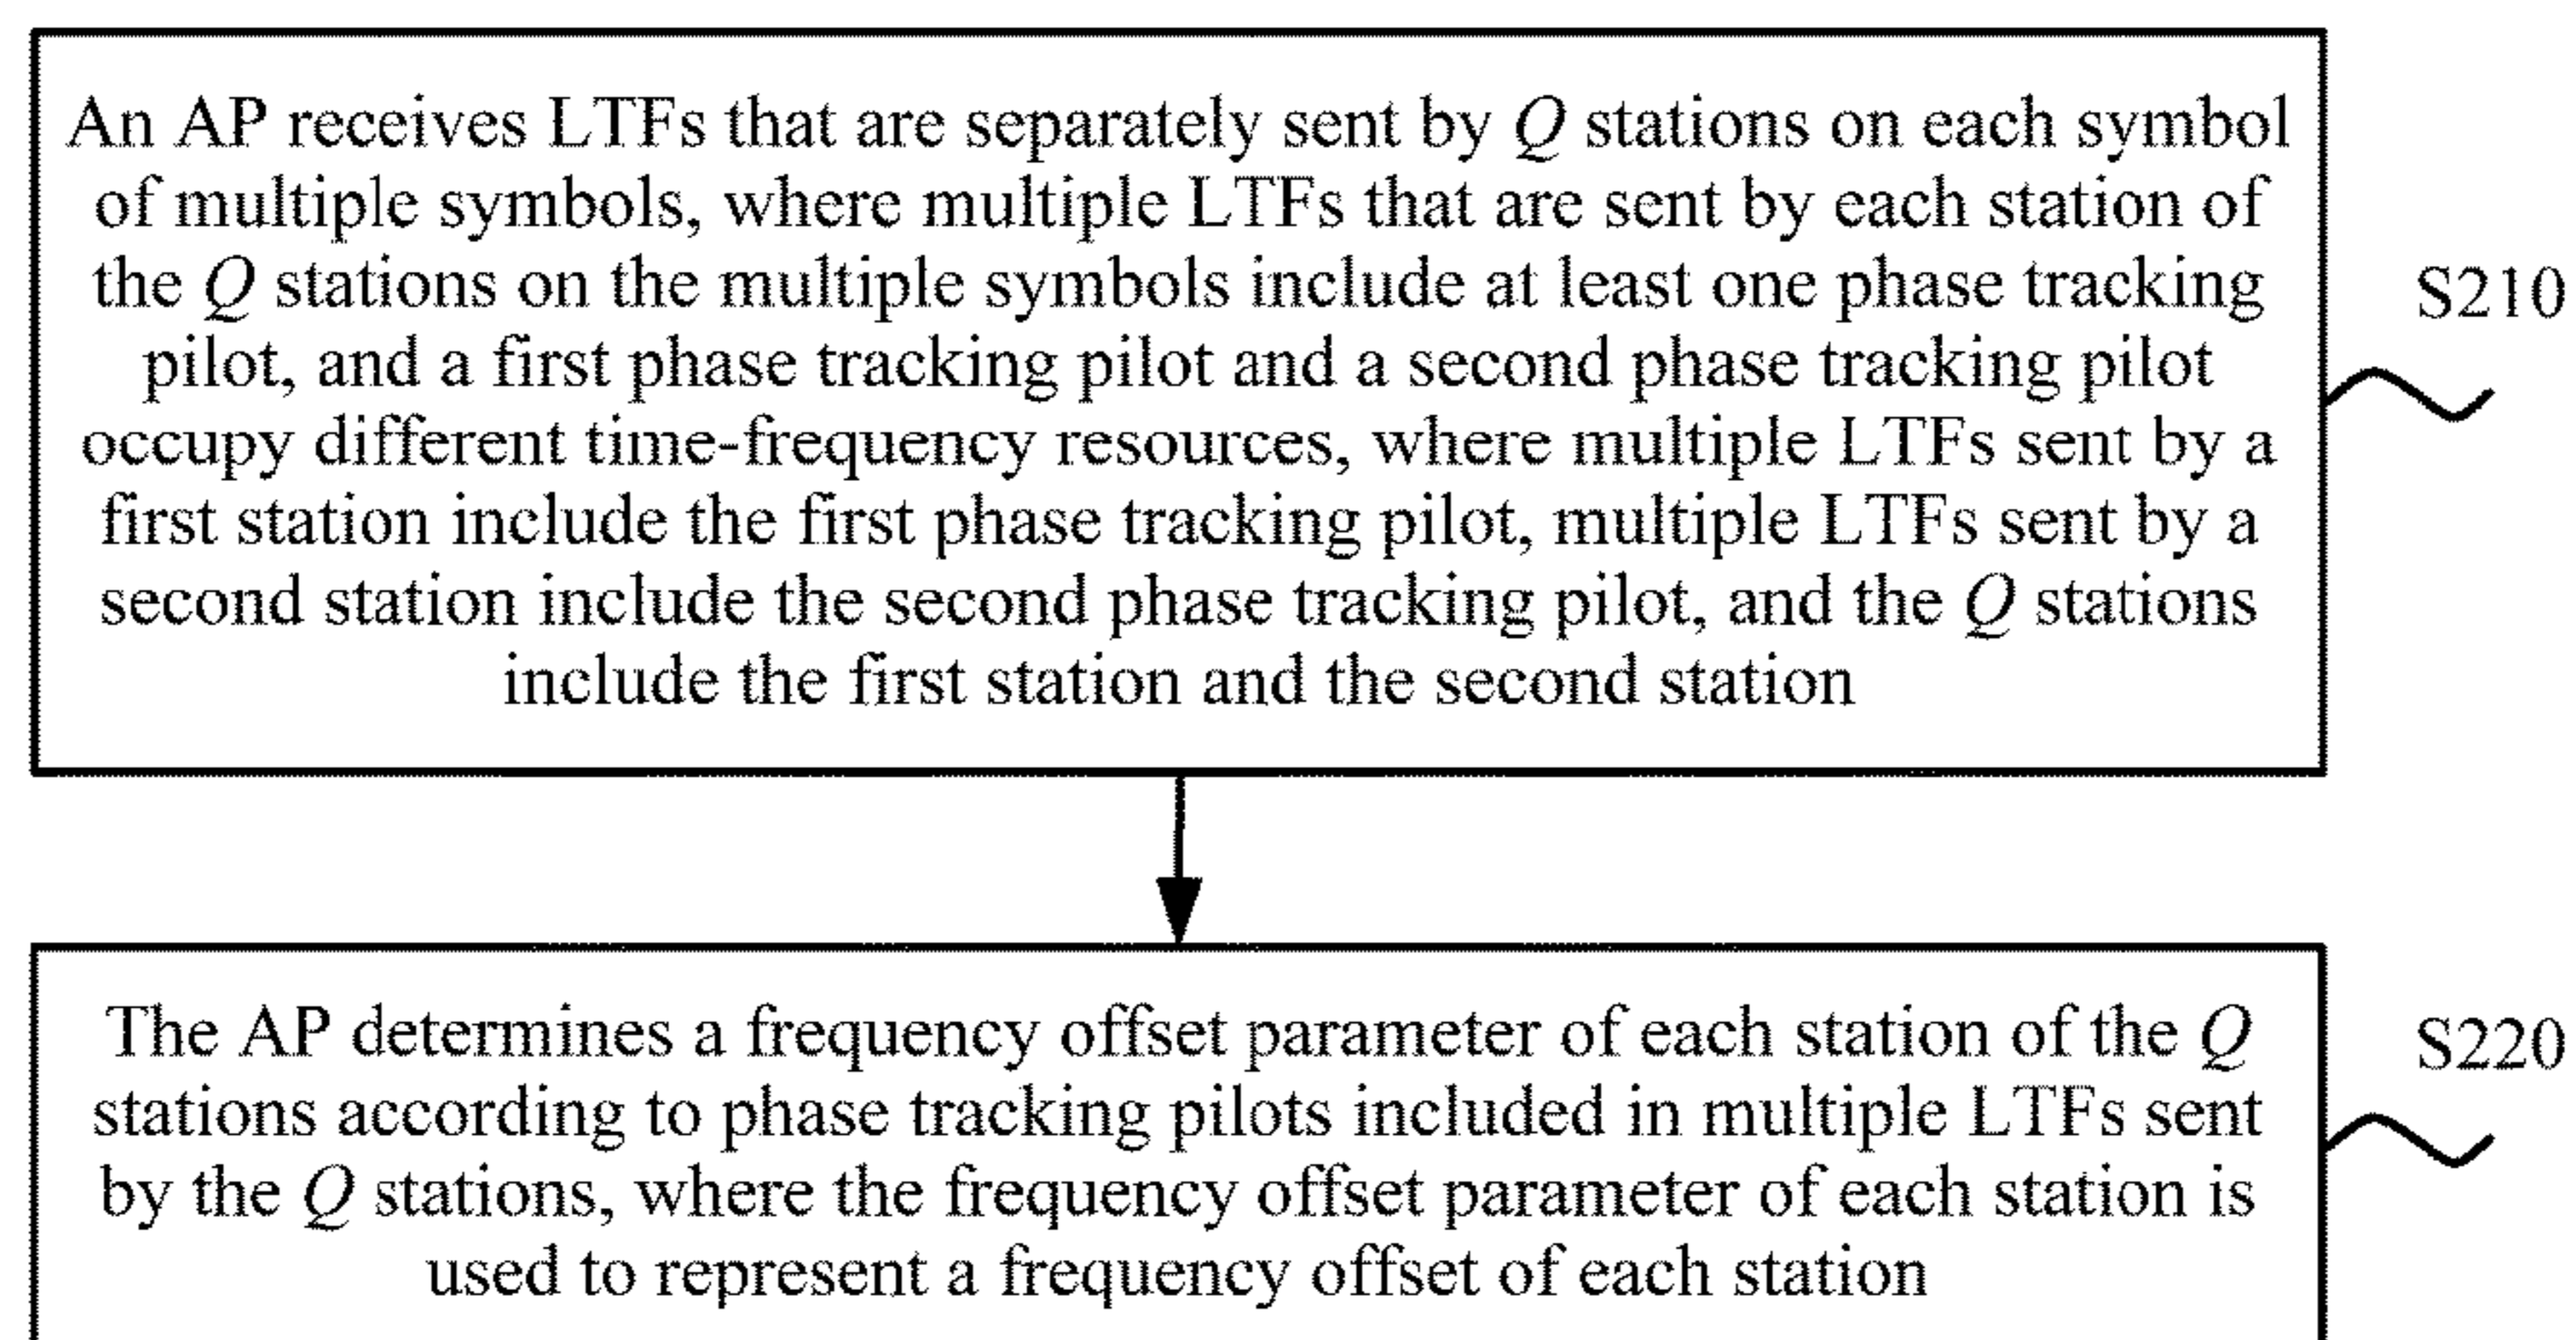 An AP receives LTFs that are separately sent by Q stations on each symbol
of multiple symbols, where multiple LTFs that are sent by each station of
the Q stations on the multiple symbols include at least one phase tracking
pilot, and a first phase tracking pilot and a second phase tracking pilot
occupy different time-frequency resources, where multiple LTFs sent by a
first station include the first phase tracking pilot, multiple LTFs sent by a
second station include the second phase tracking pilot, and the Q stations
include the first station and the second station
S210
The AP determines a frequency offset parameter of each station of the Q
stations according to phase tracking pilots included in multiple LTFs sent
by the Q stations, where the frequency offset parameter of each station is
used to represent a frequency offset of each station
S220